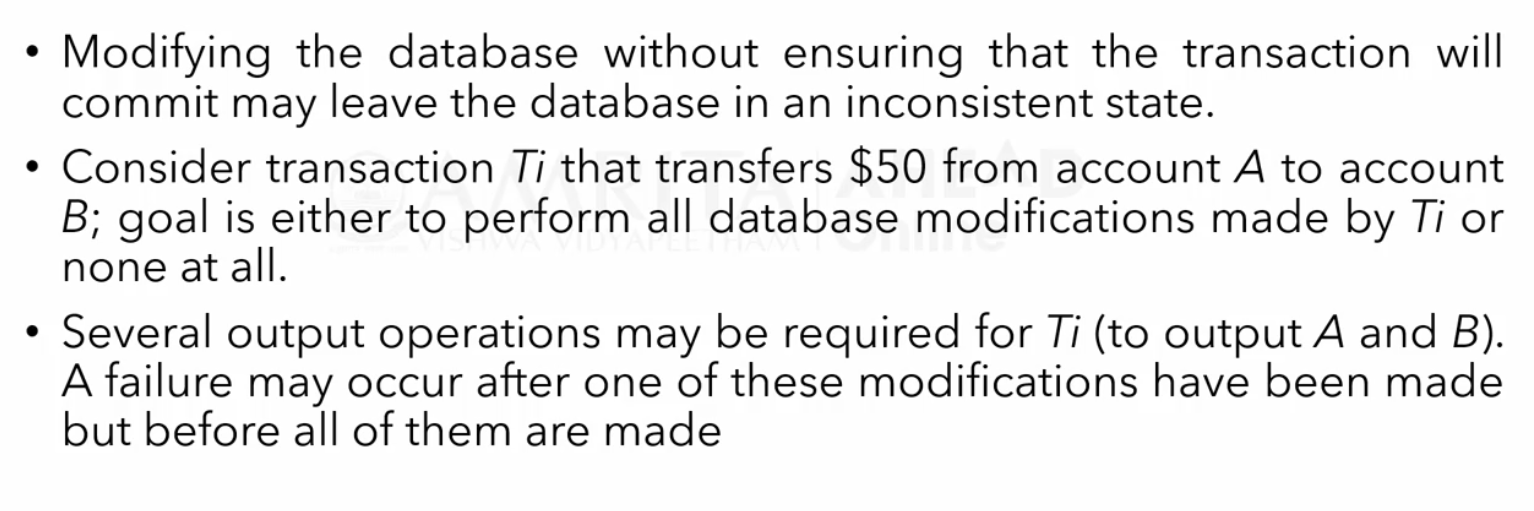 • Modifying the database without ensuring that the transaction will
commit may leave the database in an inconsistent state.
• Consider transaction Ti that transfers $50 from account A to account
B; goal is either to perform all database modifications made by Ti or
none at all.
• Several output operations may be required for Ti (to output A and B).
A failure may occur after one of these modifications have been made
but before all of them are made
AMRITA AHEAD
VISHWA VIDYAPEETHAM Online